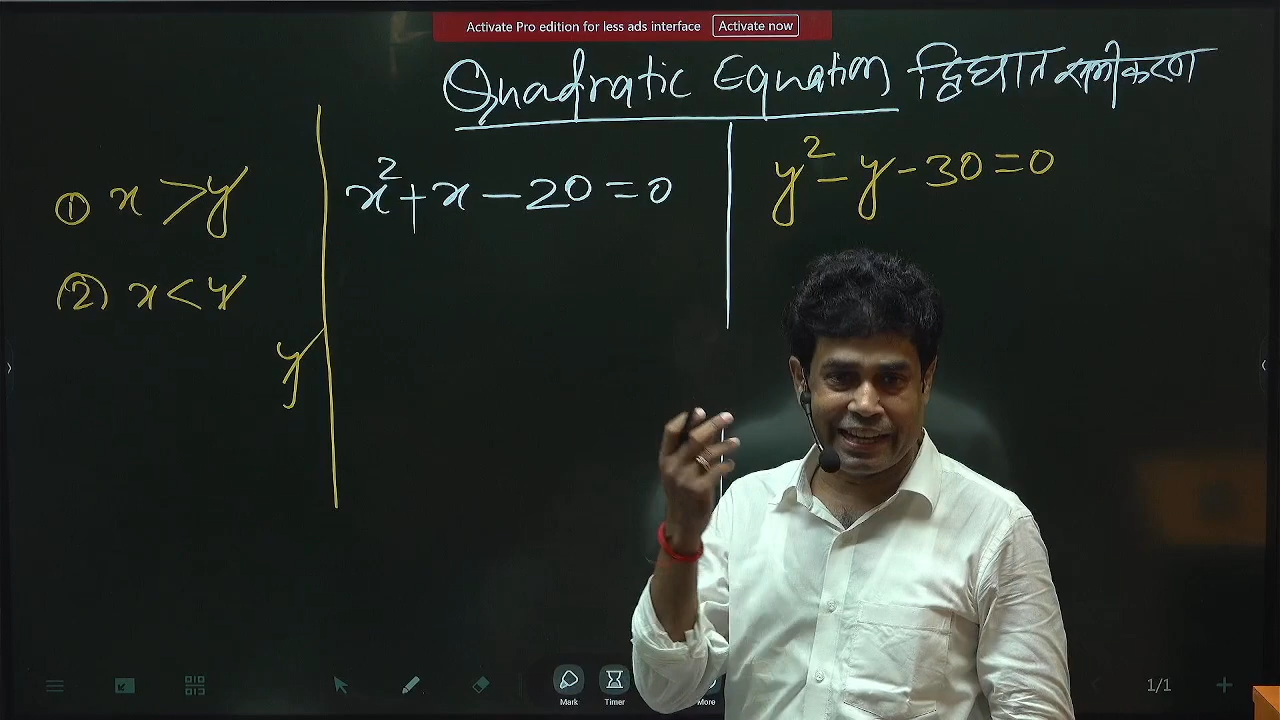 Activate Pro edition for less ads interface Activate now
Quadratic Equation द्विघात समीकरण
① x > y
x² + x - 20 = 0
y² - y - 30 = 0
(2) x < y
y
Mark Timer More
1/1